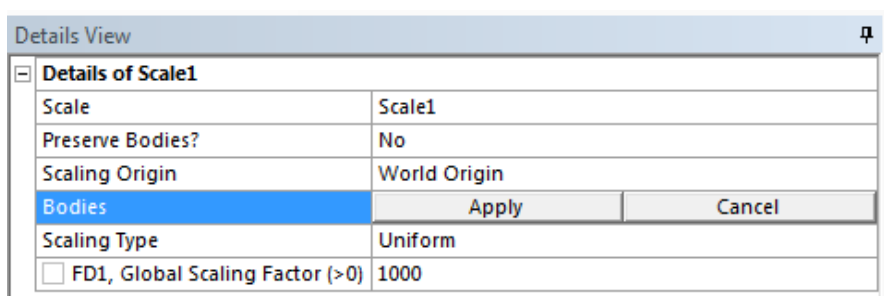 Details View
Details of Scale1
Scale Scale1
Preserve Bodies? No
Scaling Origin World Origin
Bodies Apply Cancel
Scaling Type Uniform
FD1, Global Scaling Factor (>0) 1000